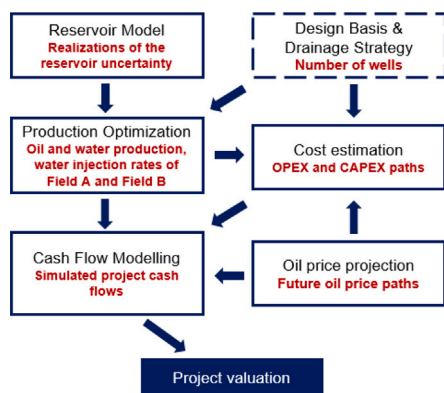 Reservoir Model
Realizations of the
reservoir uncertainty
Design Basis &
Drainage Strategy
Number of wells
Production Optimization
Oil and water production,
water injection rates of
Field A and Field B
Cost estimation
OPEX and CAPEX paths
Cash Flow Modelling
Simulated project cash
flows
Oil price projection
Future oil price paths
Project valuation